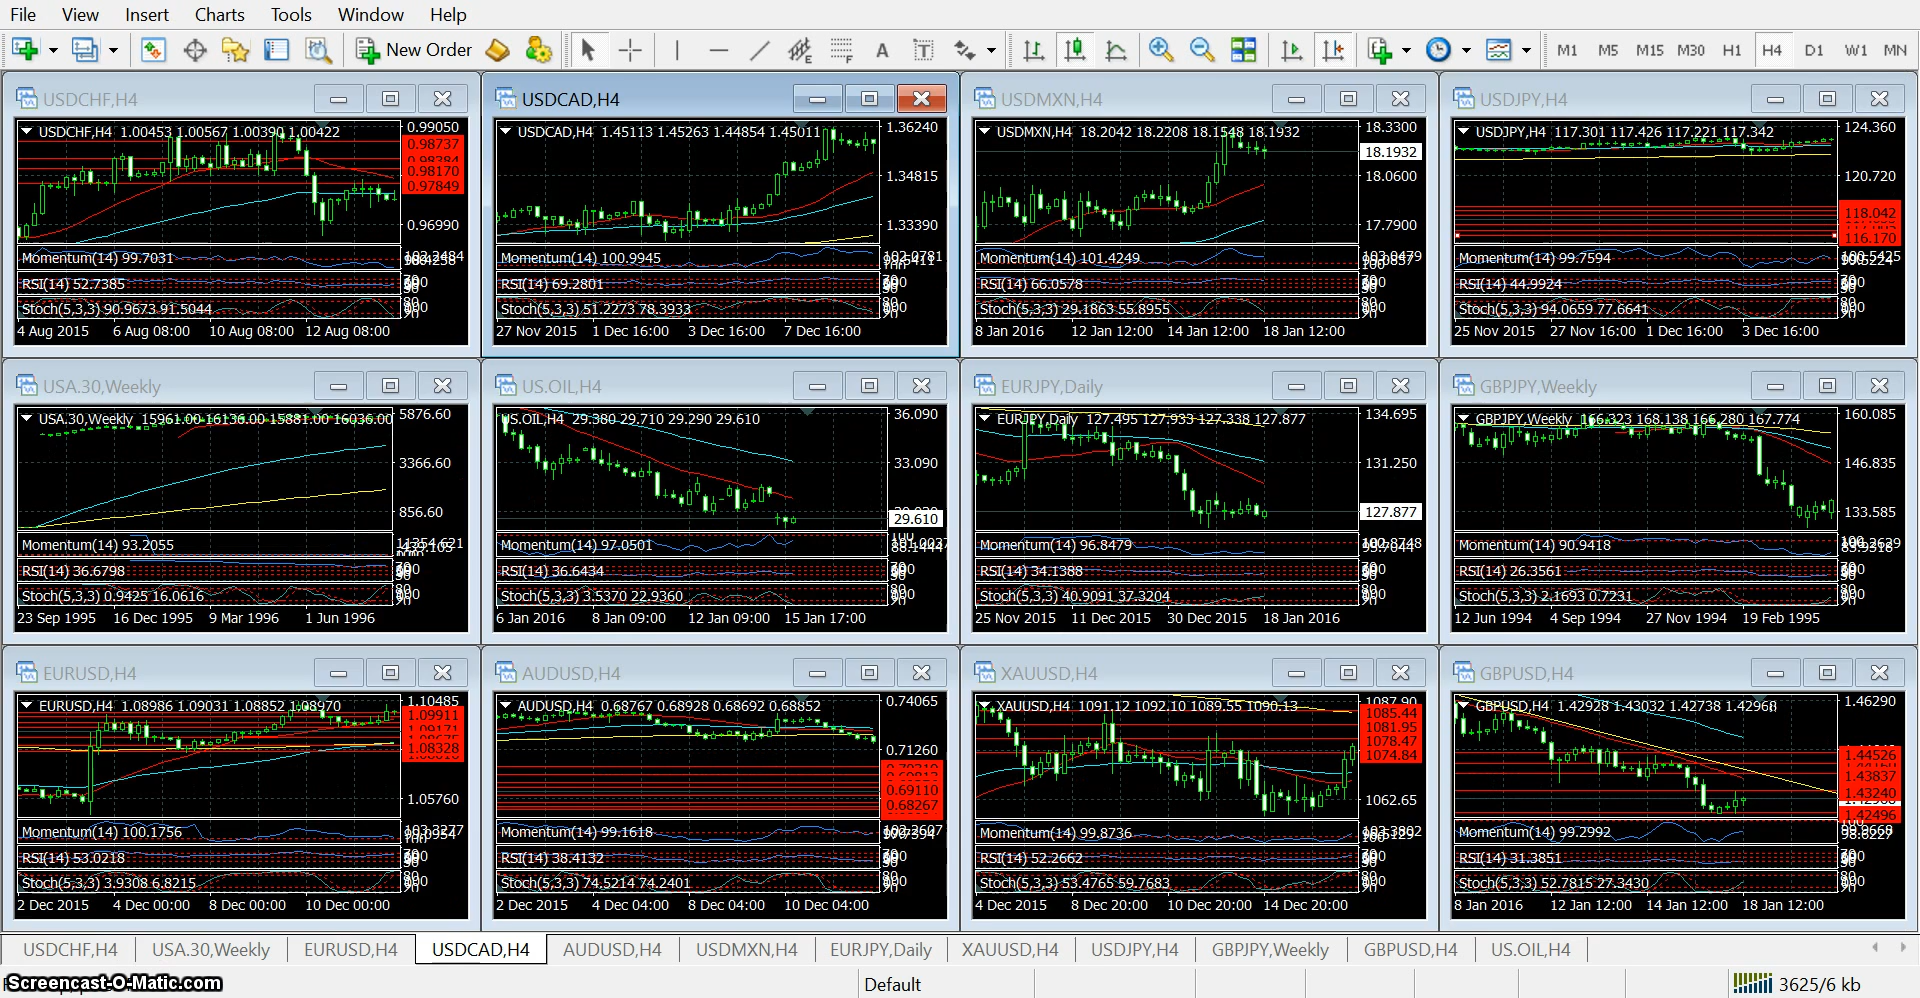 File View Insert Charts Tools Window Help
New Order
M1 M5 M15 M30 H1 H4 D1 W1 MN
USDCHF,H4
USDCHF,H4 1.00453 1.00567 1.00390 1.00422
0.99050
0.98737
0.98384
0.98170
0.97849
0.96990
Momentum(14) 99.7031
RSI(14) 52.7385
Stoch(5,3,3) 90.9673 91.5044
4 Aug 2015 6 Aug 08:00 10 Aug 08:00 12 Aug 08:00
USDCAD,H4
USDCAD,H4 1.45113 1.45263 1.44854 1.45011
1.36240
1.34815
1.33390
Momentum(14) 100.9945
RSI(14) 69.2801
Stoch(5,3,3) 51.2273 78.3933
27 Nov 2015 1 Dec 16:00 3 Dec 16:00 7 Dec 16:00
USDMXN,H4
USDMXN,H4 18.2042 18.2208 18.1548 18.1932
18.3300
18.1932
18.0600
17.7900
Momentum(14) 101.4249
RSI(14) 66.0578
Stoch(5,3,3) 29.1863 55.8955
8 Jan 2016 12 Jan 12:00 14 Jan 12:00 18 Jan 12:00
USDJPY,H4
USDJPY,H4 117.301 117.426 117.221 117.342
124.360
120.720
118.042
116.170
Momentum(14) 99.7594
RSI(14) 44.9924
Stoch(5,3,3) 94.0659 77.6641
25 Nov 2015 27 Nov 16:00 1 Dec 16:00 3 Dec 16:00
USA.30,Weekly
USA.30,Weekly 15961.00 16136.00 15881.00 16036.00
5876.60
3366.60
856.60
Momentum(14) 93.2055
RSI(14) 36.6798
Stoch(5,3,3) 0.9425 16.0616
23 Sep 1995 16 Dec 1995 9 Mar 1996 1 Jun 1996
US.OIL,H4
US.OIL,H4 29.380 29.710 29.290 29.610
36.090
33.090
29.610
Momentum(14) 97.0501
RSI(14) 36.6434
Stoch(5,3,3) 3.5370 22.9360
6 Jan 2016 8 Jan 09:00 12 Jan 09:00 15 Jan 17:00
EURJPY,Daily
EURJPY,Daily 127.495 127.933 127.338 127.877
134.695
131.250
127.877
Momentum(14) 96.8479
RSI(14) 34.1388
Stoch(5,3,3) 40.9091 37.3204
25 Nov 2015 11 Dec 2015 30 Dec 2015 18 Jan 2016
GBPJPY,Weekly
GBPJPY,Weekly 166.323 168.138 166.280 167.774
160.085
146.835
133.585
Momentum(14) 90.9418
RSI(14) 26.3561
Stoch(5,3,3) 2.1693 0.7231
12 Jun 1994 4 Sep 1994 27 Nov 1994 19 Feb 1995
EURUSD,H4
EURUSD,H4 1.08986 1.09031 1.08852 1.08970
1.10485
1.09911
1.08328
1.05760
Momentum(14) 100.1756
RSI(14) 53.0218
Stoch(5,3,3) 3.9308 6.8215
2 Dec 2015 4 Dec 00:00 8 Dec 00:00 10 Dec 00:00
AUDUSD,H4
AUDUSD,H4 0.68767 0.68928 0.68692 0.68852
0.74065
0.71260
0.69110
0.68267
Momentum(14) 99.1618
RSI(14) 38.4132
Stoch(5,3,3) 74.5214 74.2401
2 Dec 2015 4 Dec 04:00 8 Dec 04:00 10 Dec 04:00
XAUUSD,H4
XAUUSD,H4 1091.12 1092.10 1089.55 1090.13
1087.90
1085.44
1081.95
1078.47
1074.84
1062.65
Momentum(14) 99.8736
RSI(14) 52.2662
Stoch(5,3,3) 53.4765 59.7683
4 Dec 2015 8 Dec 20:00 10 Dec 20:00 14 Dec 20:00
GBPUSD,H4
GBPUSD,H4 1.42928 1.43032 1.42738 1.42968
1.46290
1.44526
1.43837
1.43240
1.42496
Momentum(14) 99.2992
RSI(14) 31.3851
Stoch(5,3,3) 52.7815 27.3430
8 Jan 2016 12 Jan 12:00 14 Jan 12:00 18 Jan 12:00
USDCHF,H4 USA.30,Weekly EURUSD,H4 USDCAD,H4 AUDUSD,H4 USDMXN,H4 EURJPY,Daily XAUUSD,H4 USDJPY,H4 GBPJPY,Weekly GBPUSD,H4 US.OIL,H4
Screencast-O-Matic.com
Default
3625/6 kb